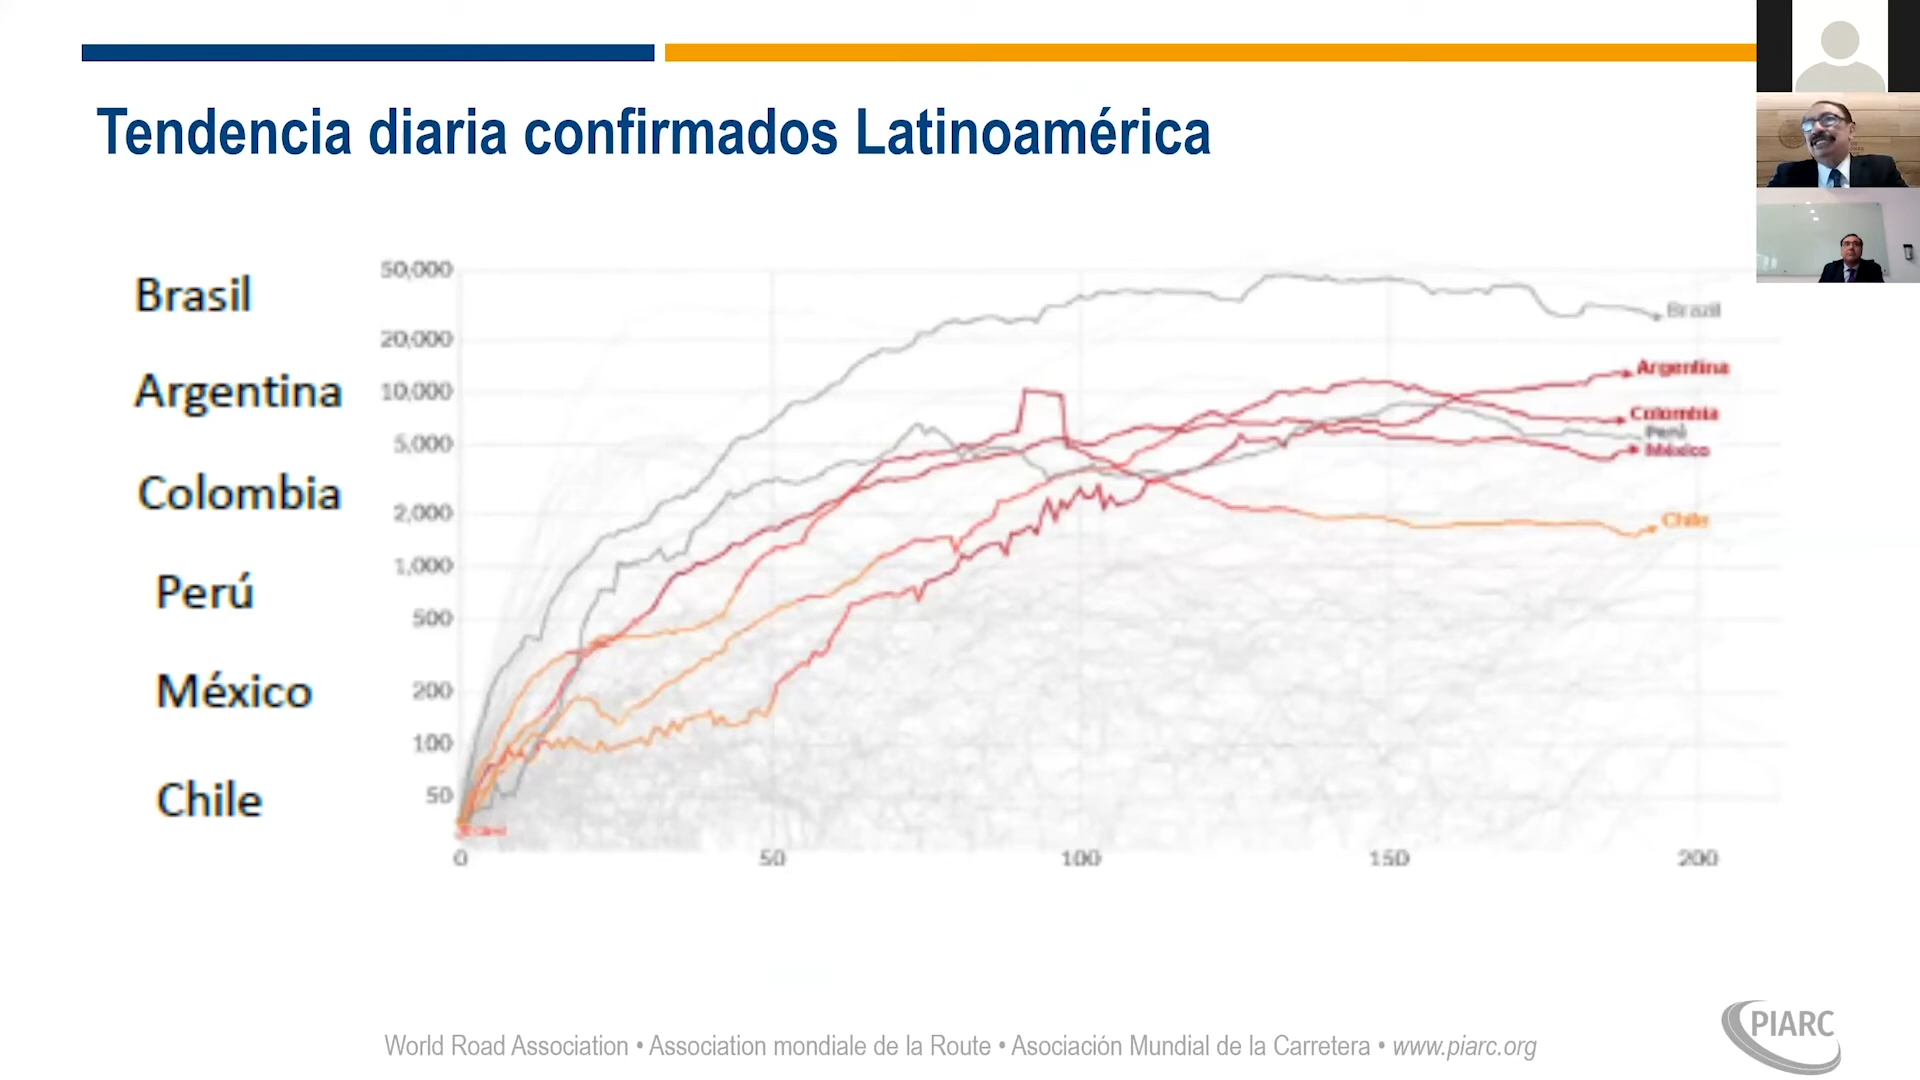 Tendencia diaria confirmados Latinoamérica
Brasil
Argentina
Colombia
Perú
México
Chile
50,000
20,000
10,000
5,000
2,000
1,000
500
200
100
50
0
50
100
150
200
Brazil
Argentina
Colombia
Perú
México
Chile
World Road Association • Association mondiale de la Route • Asociación Mundial de la Carretera • www.piarc.org
PIARC